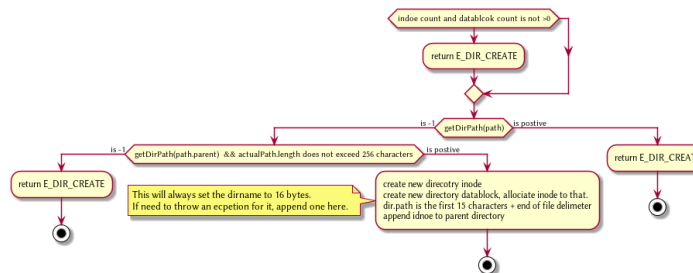 indoe count and datablcok count is not >0
return E_DIR_CREATE
getDirPath(path)
is -1
is postive
getDirPath(path.parent) && actualPath.length does not exceed 256 characters
is -1
is postive
return E_DIR_CREATE
return E_DIR_CREATE
This will always set the dirname to 16 bytes.
If need to throw an ecpetion for it, append one here.
create new direcotry inode
create new directory datablock, allociate inode to that.
dir.path is the first 15 characters + end of file delimeter
append idnoe to parent directory